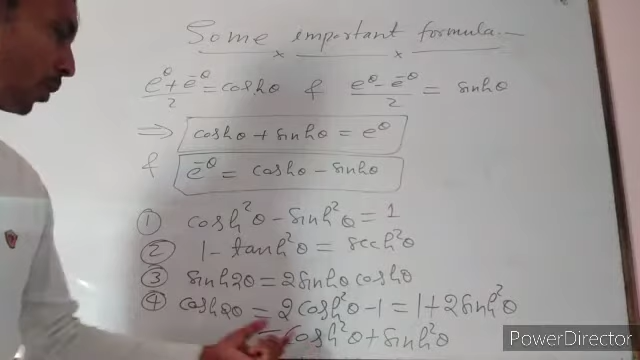 Some important formula....
(e^θ + e^-θ)/2 = coshθ & (e^θ - e^-θ)/2 = sinhθ
⇒ coshθ + sinhθ = e^θ
& e^-θ = coshθ - sinhθ
① cosh²θ - sinh²θ = 1
② 1 - tanh²θ = sech²θ
③ sinh2θ = 2sinhθ coshθ
④ cosh2θ = 2cosh²θ - 1 = 1 + 2sinh²θ
= cosh²θ + sinh²θ
PowerDirector